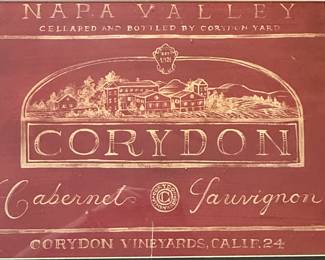 NAPA VALLEY
CELLARED AND BOTTLED BY CORYDON YARD
CORYDON
Cabernet Sauvignon
CORYDON VINEYARDS, CALIF. 24